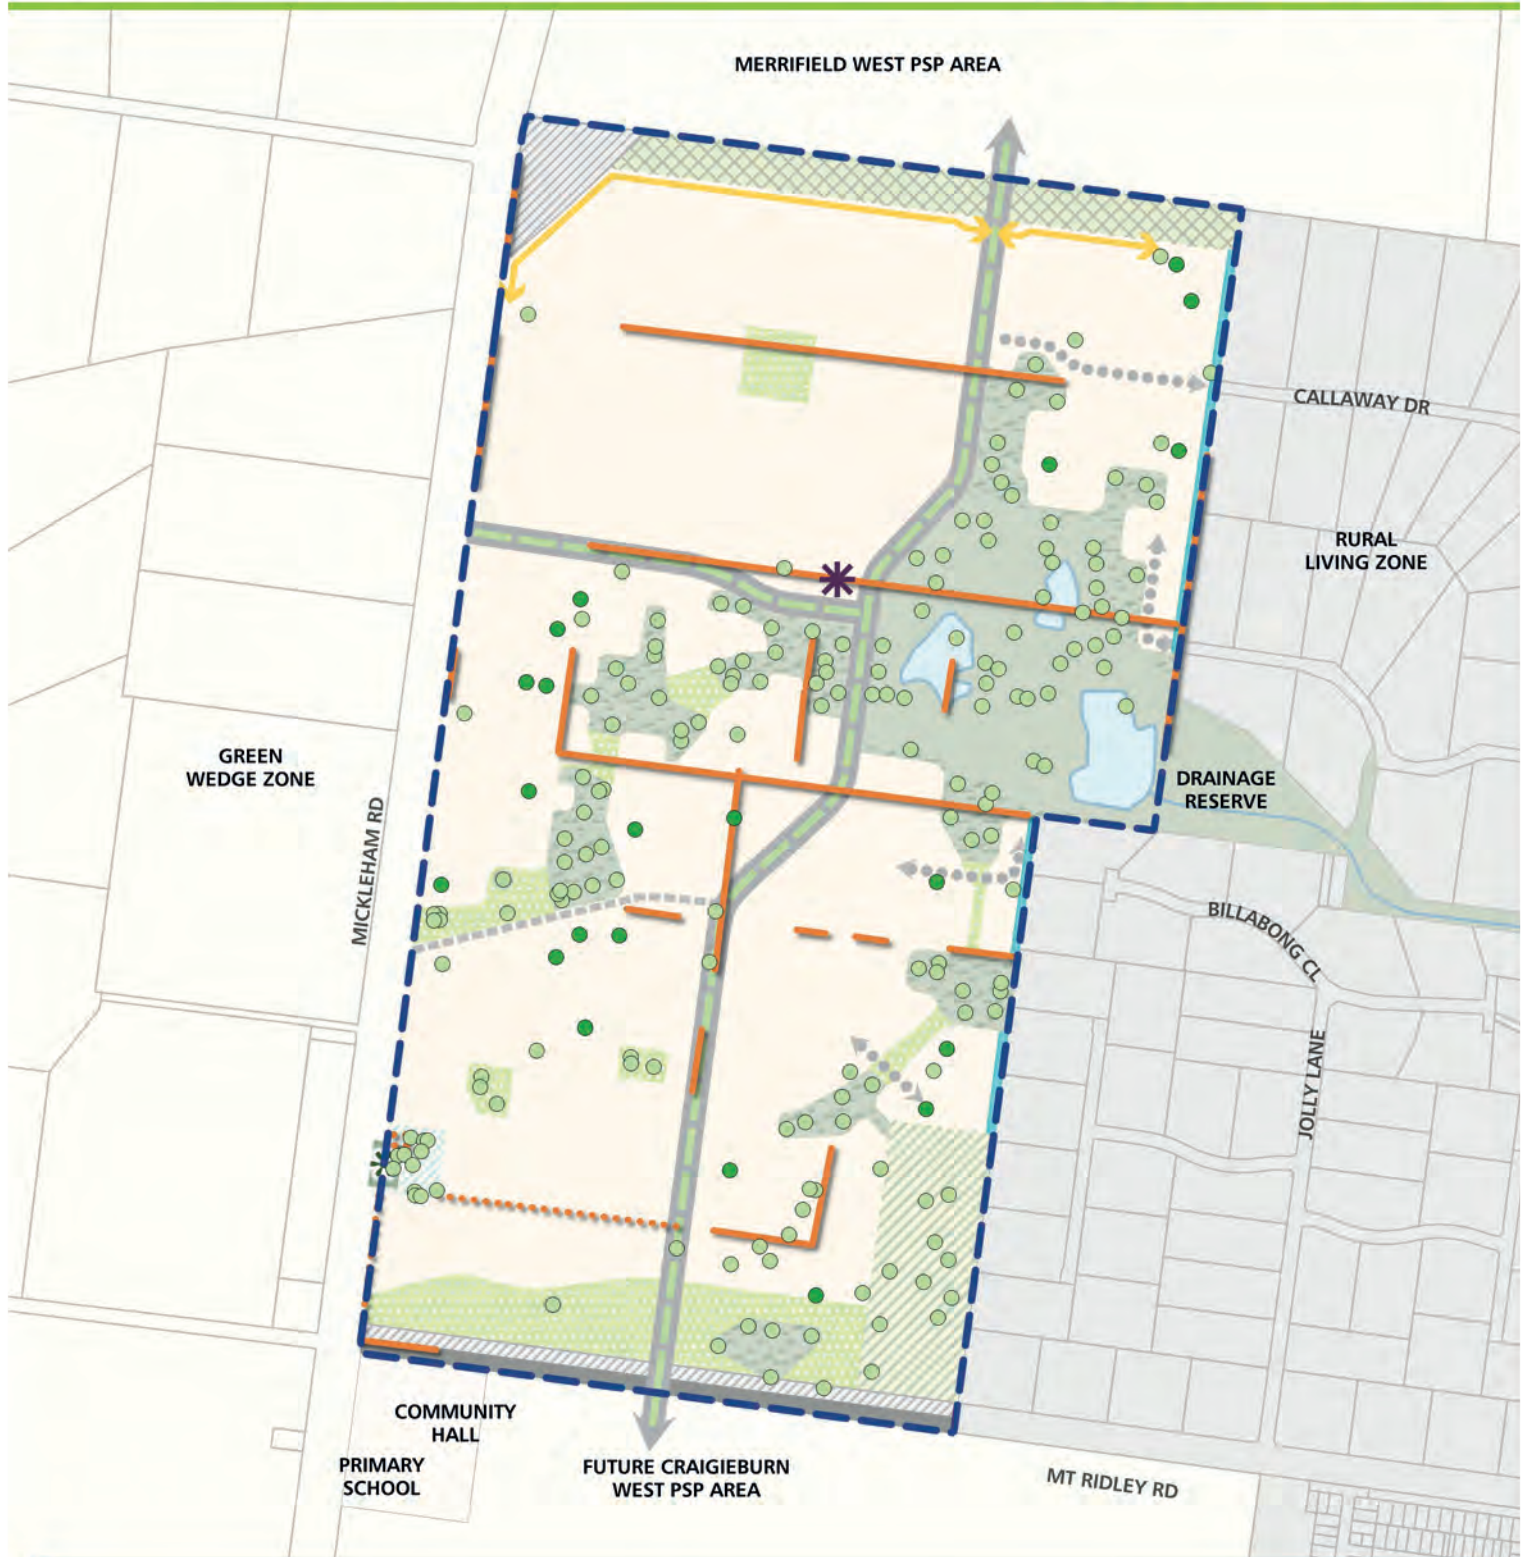 MERRIFIELD WEST PSP AREA
CALLAWAY DR
RURAL
LIVING ZONE
GREEN
WEDGE ZONE
DRAINAGE
RESERVE
MICKLEHAM RD
BILLABONG CL
JOLLY LANE
COMMUNITY
HALL
PRIMARY
SCHOOL
FUTURE CRAIGIEBURN
WEST PSP AREA
MT RIDLEY RD